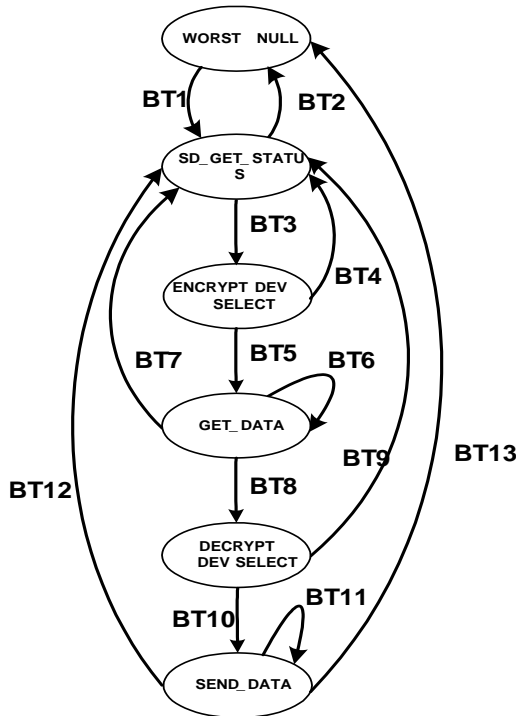 WORST NULL
BT1
BT2
SD_GET_STATU
S
BT3
BT4
ENCRYPT DEV
SELECT
BT5
BT6
BT7
GET_DATA
BT9
BT13
BT8
BT12
DECRYPT
DEV SELECT
BT11
BT10
SEND_DATA